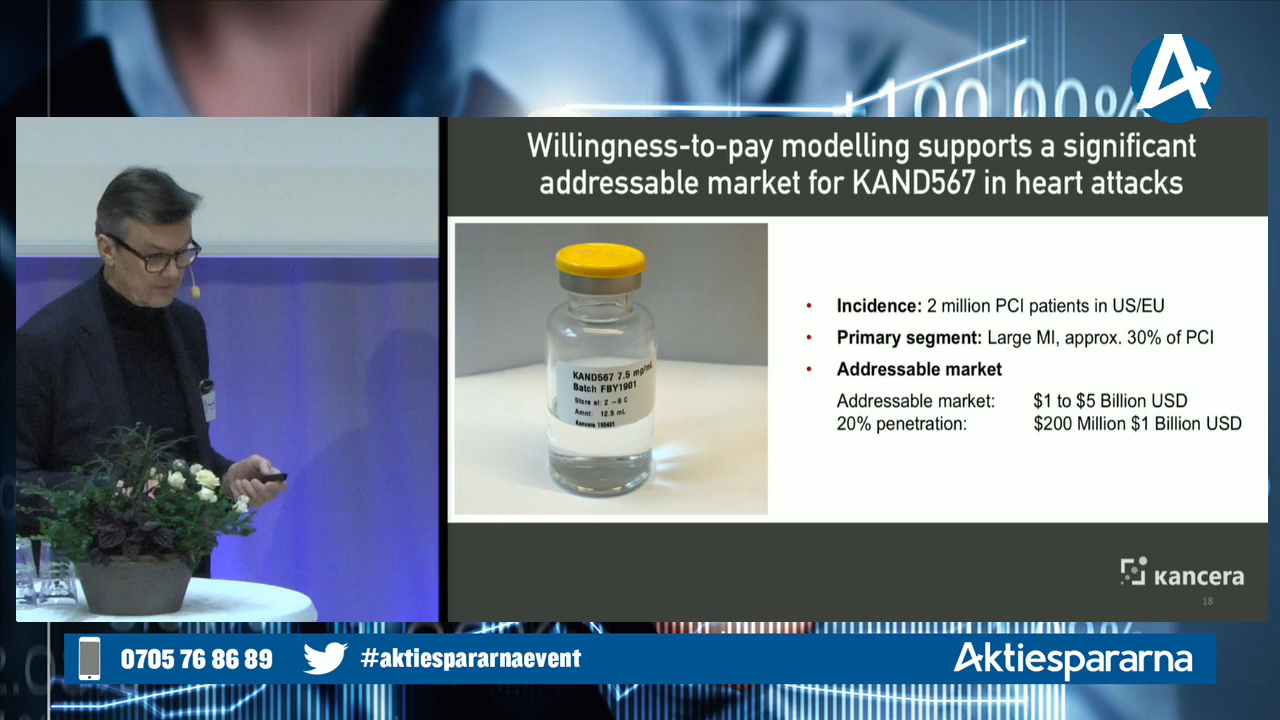 +100.00%
A
Willingness-to-pay modelling supports a significant
addressable market for KAND567 in heart attacks
KAND567 7.5 mg/mL
Batch FBY1901
Store at: 2 – 8 C
Amnt: 12.5 mL
Kancera 190401
• Incidence: 2 million PCI patients in US/EU
• Primary segment: Large MI, approx. 30% of PCI
• Addressable market
Addressable market: $1 to $5 Billion USD
20% penetration: $200 Million $1 Billion USD
kancera
18
0705 76 86 89
#aktiespararnaevent
Aktiespararna